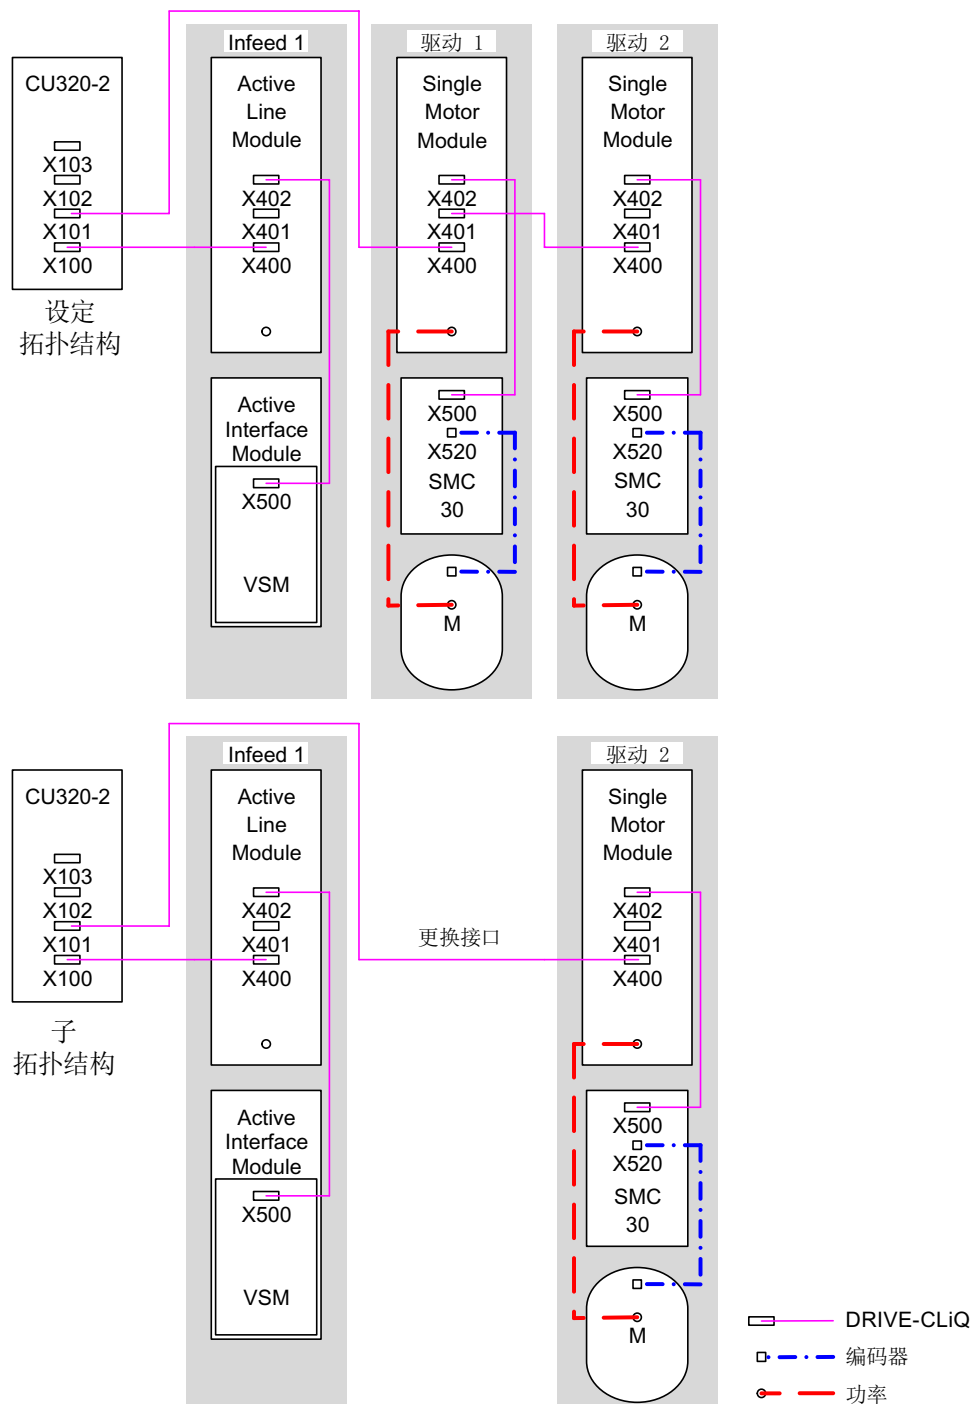 Infeed 1
驱动 1
驱动 2
CU320-2
X103
X102
X101
X100
设定
拓扑结构
Active
Line
Module
X402
X401
X400
Active
Interface
Module
X500
VSM
Single
Motor
Module
X402
X401
X400
X500
X520
SMC
30
M
Single
Motor
Module
X402
X401
X400
X500
X520
SMC
30
M
Infeed 1
驱动 2
CU320-2
X103
X102
X101
X100
子
拓扑结构
Active
Line
Module
X402
X401
X400
Active
Interface
Module
X500
VSM
更换接口
Single
Motor
Module
X402
X401
X400
X500
X520
SMC
30
M
DRIVE-CLiQ
编码器
功率